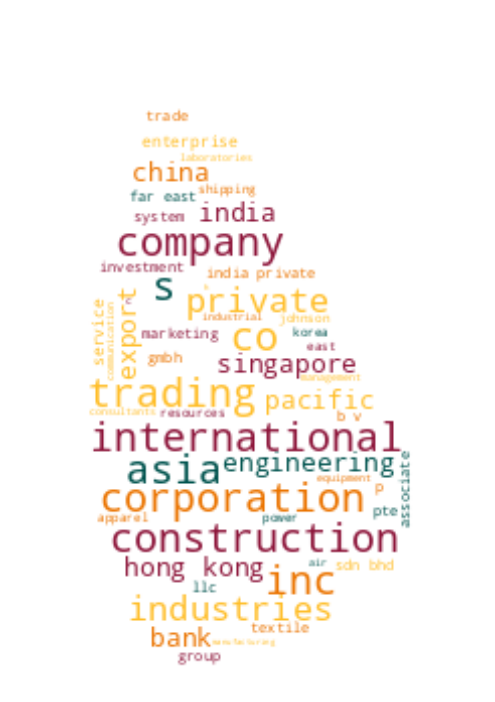 trade
enterprise
laboratories
china
far east shipping
system india
company
investment
india private
s
private
c
service
communication
export
industrial johnson
marketing co korea
east
gmbh
singapore
management
trading pacific
consultants resources
b v
international
asia engineering
equipment
corporation p
associate
apparel power pte
construction
hong kong air sdn bhd
llc inc
industries
textile
bank manufacturing
group